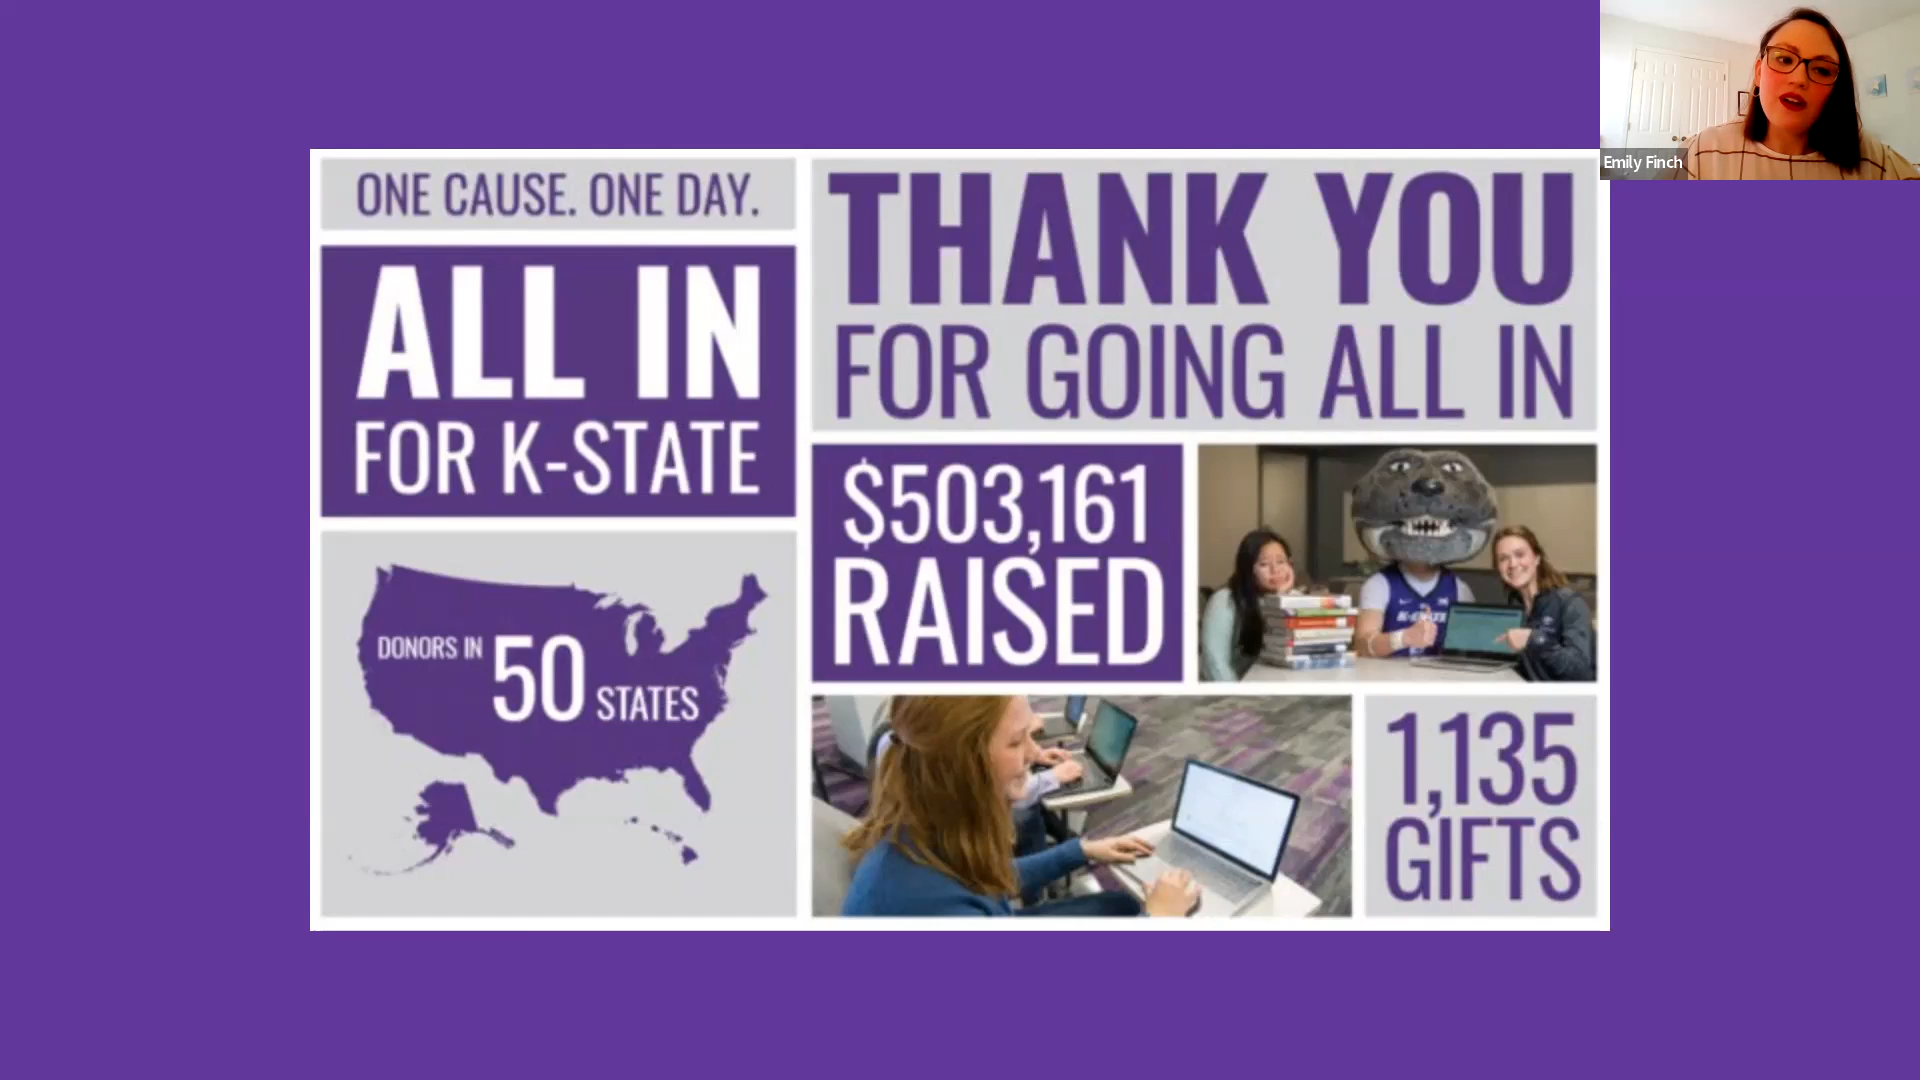 ONE CAUSE. ONE DAY.
ALL IN
FOR K-STATE
DONORS IN 50 STATES
THANK YOU
FOR GOING ALL IN
$503,161
RAISED
K-STATE
1,135
GIFTS
Emily Finch